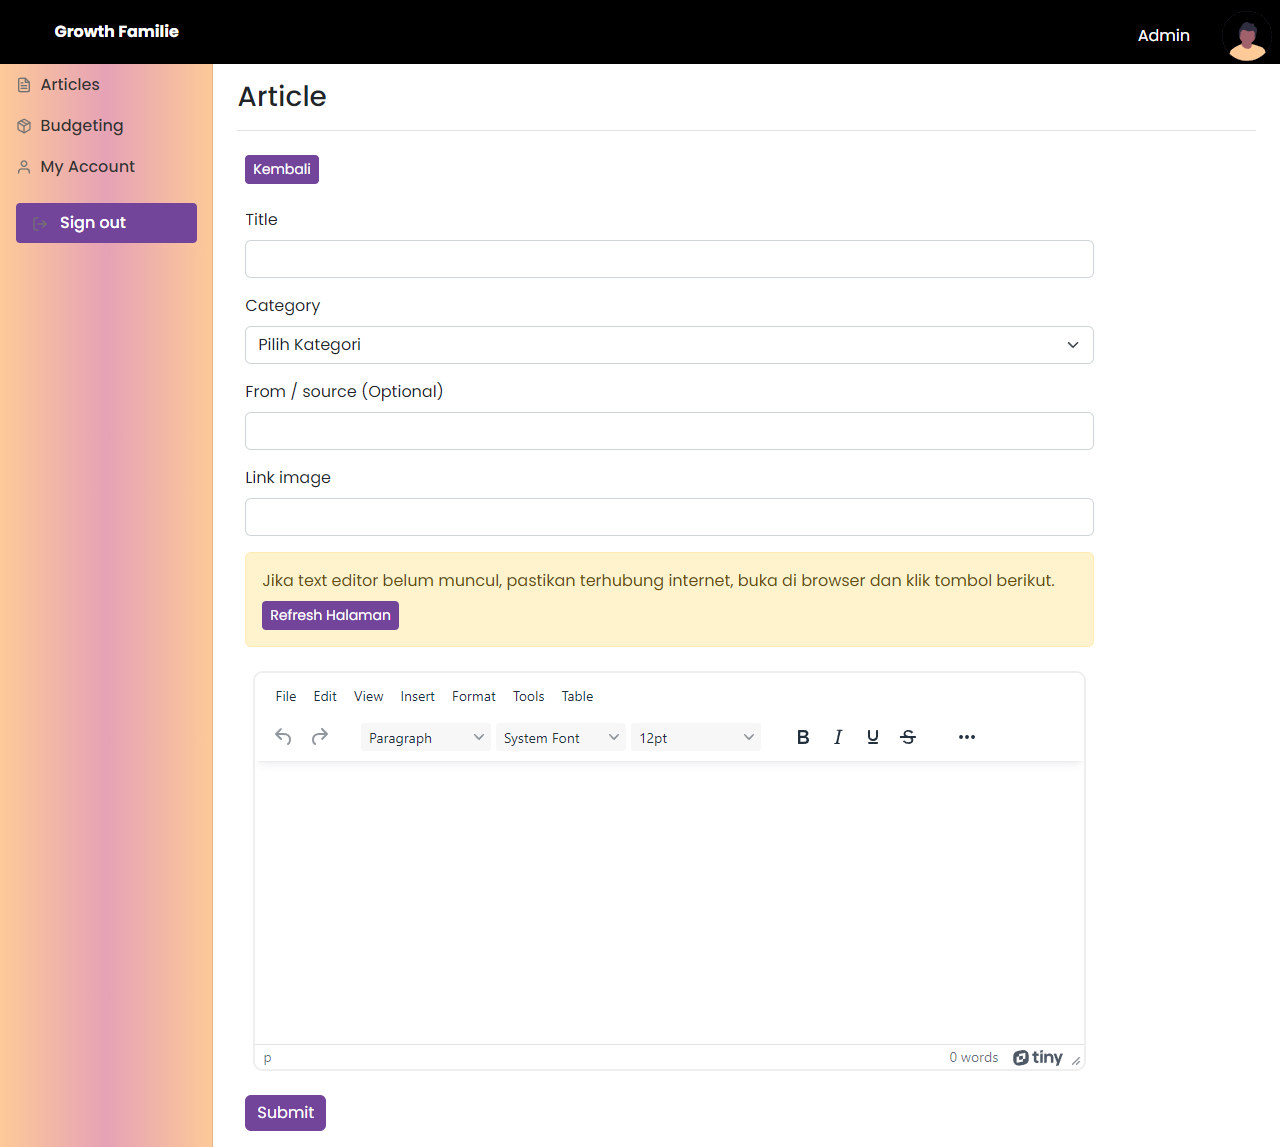 Growth Familie
Admin
Articles
Budgeting
My Account
Sign out
Article
Kembali
Title
Category
Pilih Kategori
From / source (Optional)
Link image
Jika text editor belum muncul, pastikan terhubung internet, buka di browser dan klik tombol berikut.
Refresh Halaman
File Edit View Insert Format Tools Table
Paragraph System Font 12pt B I U S
p 0 words tiny
Submit